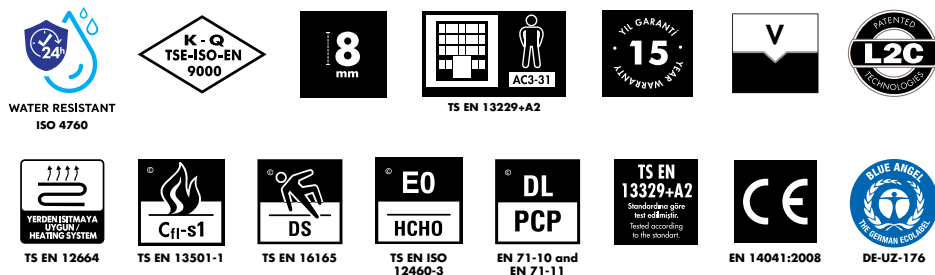 24h
WATER RESISTANT
ISO 4760
K - Q
TSE-ISO-EN
9000
8
mm
AC3-31
TS EN 13229+A2
YIL GARANTİ
15
YEAR WARRANTY
V
PATENTED
L2C
TECHNOLOGIES
YERDEN ISITMAYA
UYGUN /
HEATING SYSTEM
TS EN 12664
©
Cfl-s1
TS EN 13501-1
©
DS
TS EN 16165
©
E0
HCHO
TS EN ISO
12460-3
©
DL
PCP
EN 71-10 and
EN 71-11
TS EN
13329+A2
Standardına göre
test edilmiştir.
Tested according
to the standart.
CE
EN 14041:2008
BLUE ANGEL
THE GERMAN ECOLABEL
DE-UZ-176